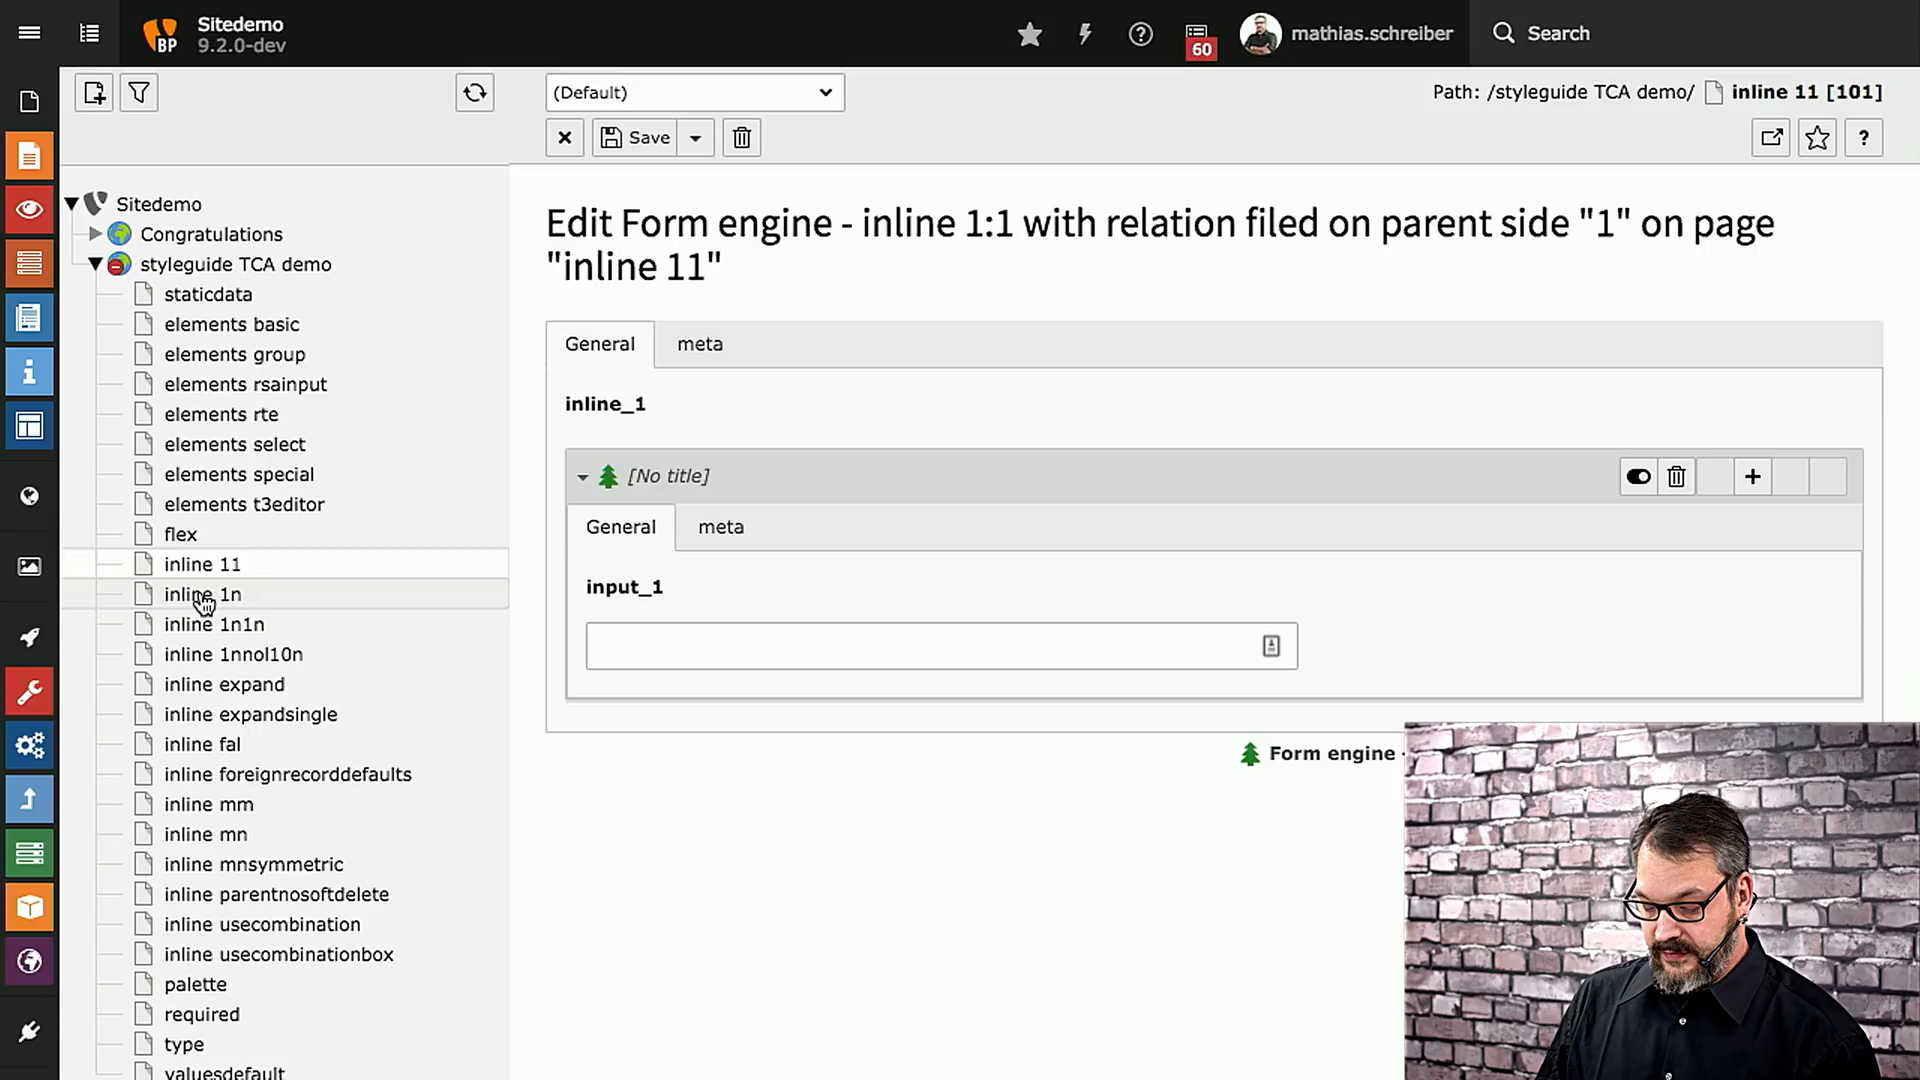 Sitedemo
9.2.0-dev
BP
60
mathias.schreiber
Search
(Default)
Path: /styleguide TCA demo/ inline 11 [101]
Save
?
Sitedemo
Congratulations
styleguide TCA demo
staticdata
elements basic
elements group
elements rsainput
elements rte
elements select
elements special
elements t3editor
flex
inline 11
inline 1n
inline 1n1n
inline 1nnol10n
inline expand
inline expandsingle
inline fal
inline foreignrecorddefaults
inline mm
inline mn
inline mnsymmetric
inline parentnosoftdelete
inline usecombination
inline usecombinationbox
palette
required
type
valuesdefault
Edit Form engine - inline 1:1 with relation filed on parent side "1" on page
"inline 11"
General
meta
inline_1
[No title]
General
meta
input_1
Form engine -